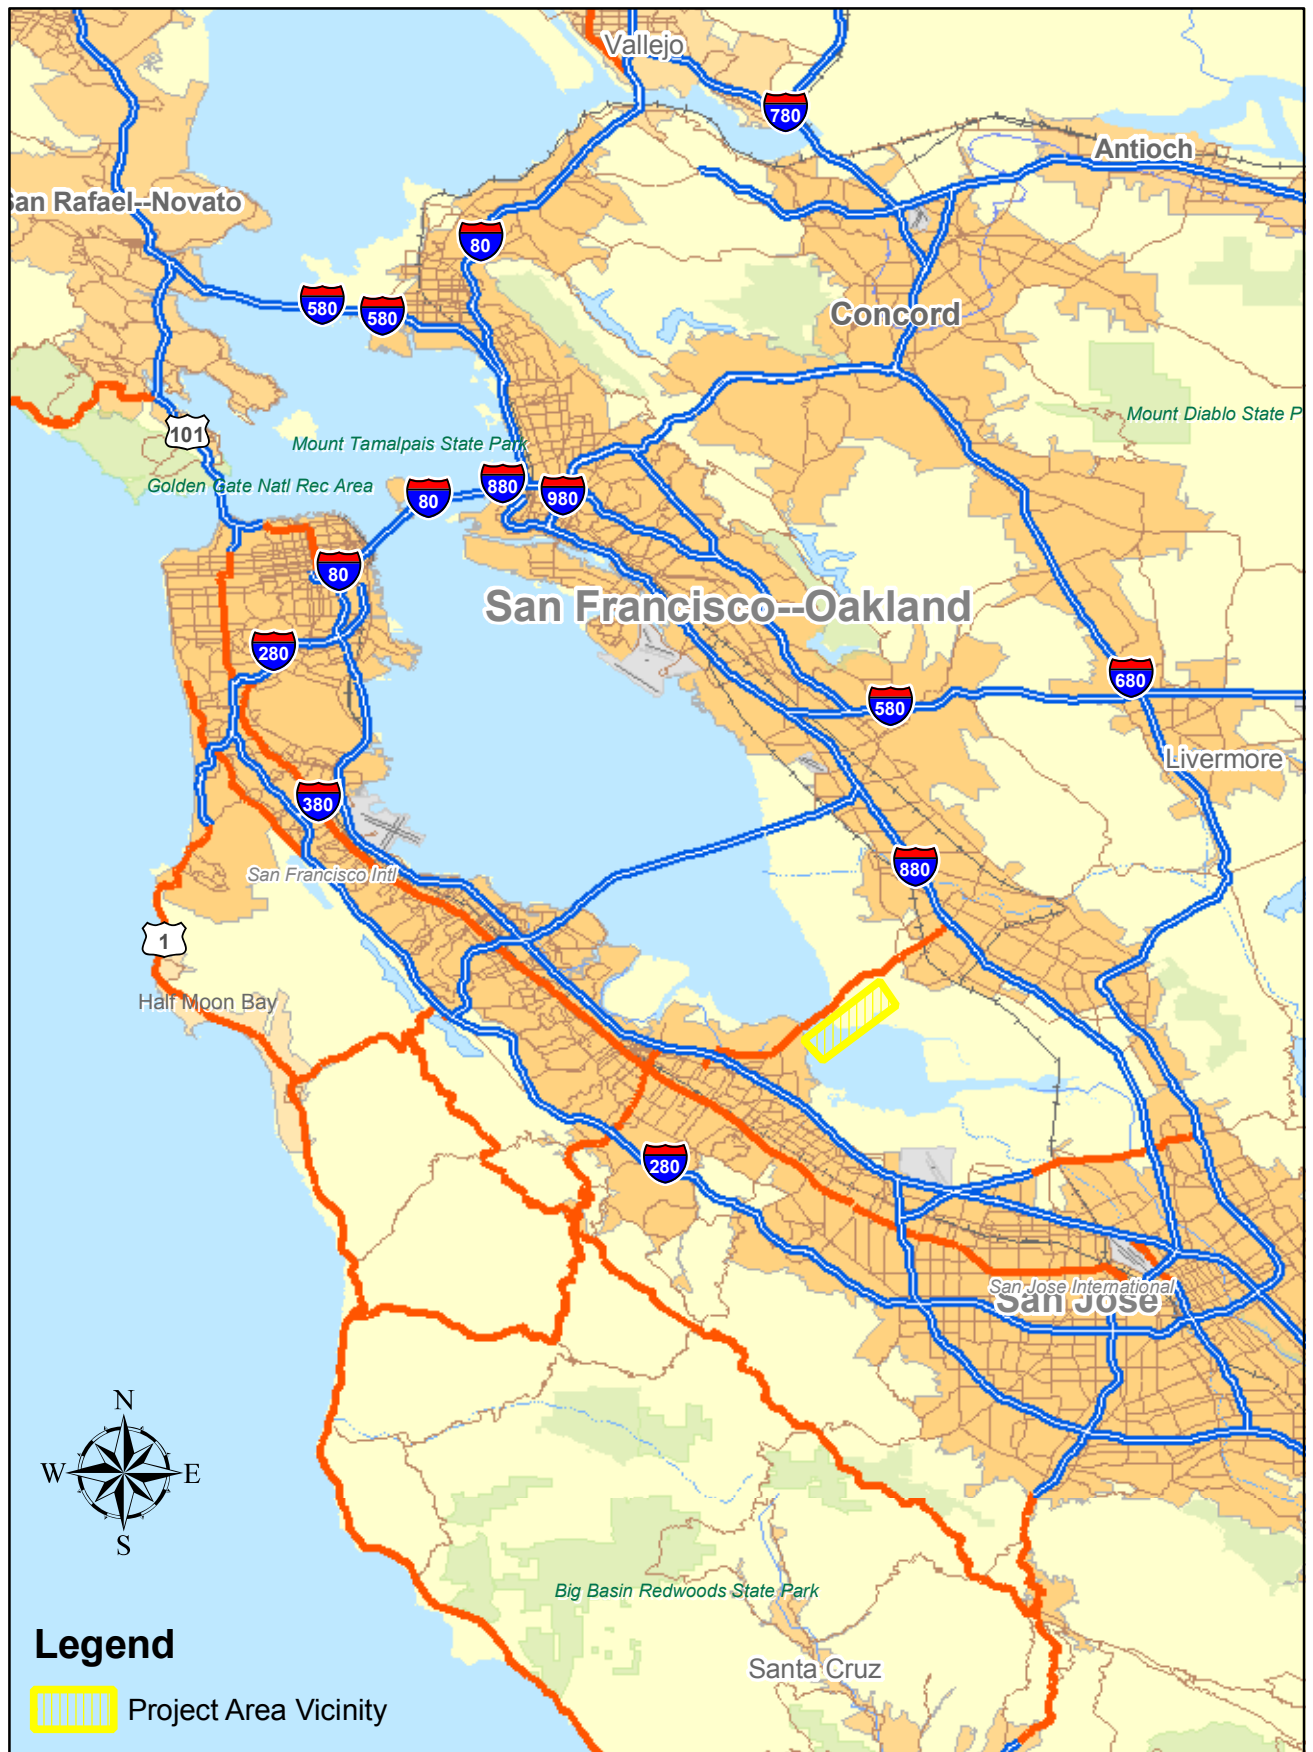 Vallejo
780
Antioch
San Rafael--Novato
80
580
580
Concord
Mount Diablo State P
101
Mount Tamalpais State Park
Golden Gate Natl Rec Area
80
880
980
80
San Francisco--Oakland
280
680
580
Livermore
380
880
San Francisco Intl
1
Half Moon Bay
280
San Jose International
San Jose
N
W
E
S
Big Basin Redwoods State Park
Legend
Santa Cruz
Project Area Vicinity